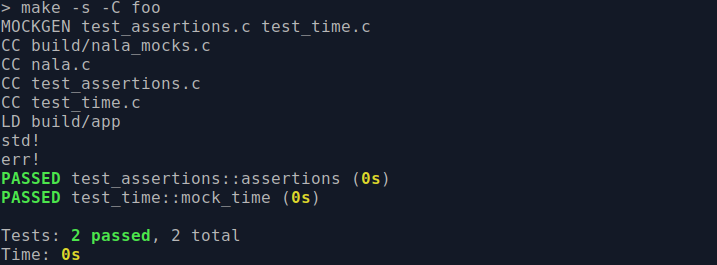 > make -s -C foo
MOCKGEN test_assertions.c test_time.c
CC build/nala_mocks.c
CC nala.c
CC test_assertions.c
CC test_time.c
LD build/app
std!
err!
PASSED test_assertions::assertions (0s)
PASSED test_time::mock_time (0s)
Tests: 2 passed, 2 total
Time: 0s